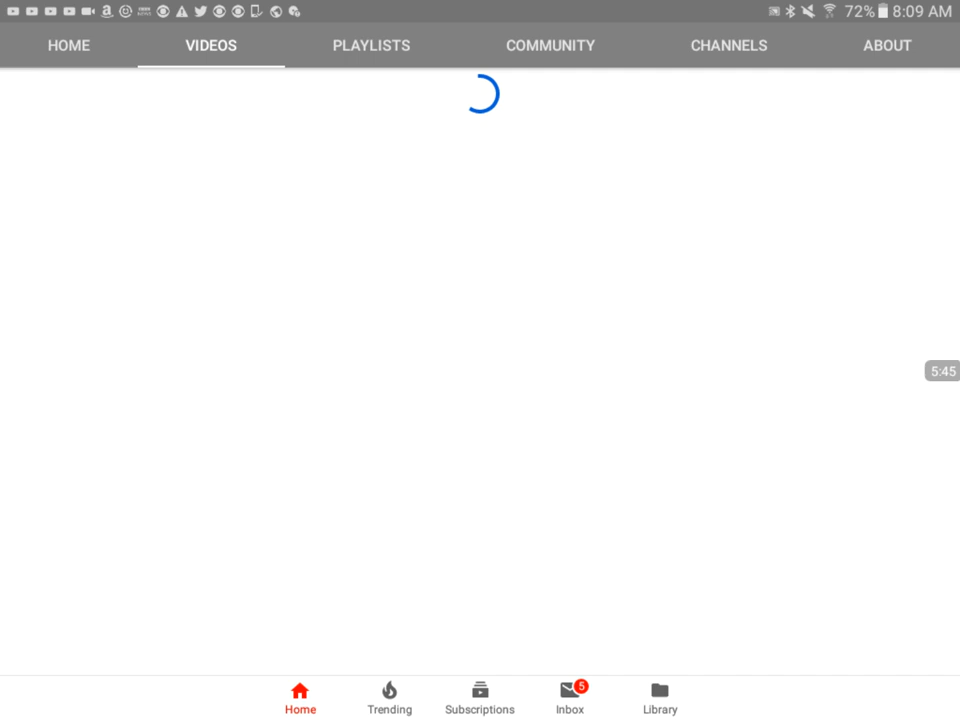 72% 8:09 AM
HOME VIDEOS PLAYLISTS COMMUNITY CHANNELS ABOUT
5:45
5
Home Trending Subscriptions Inbox Library